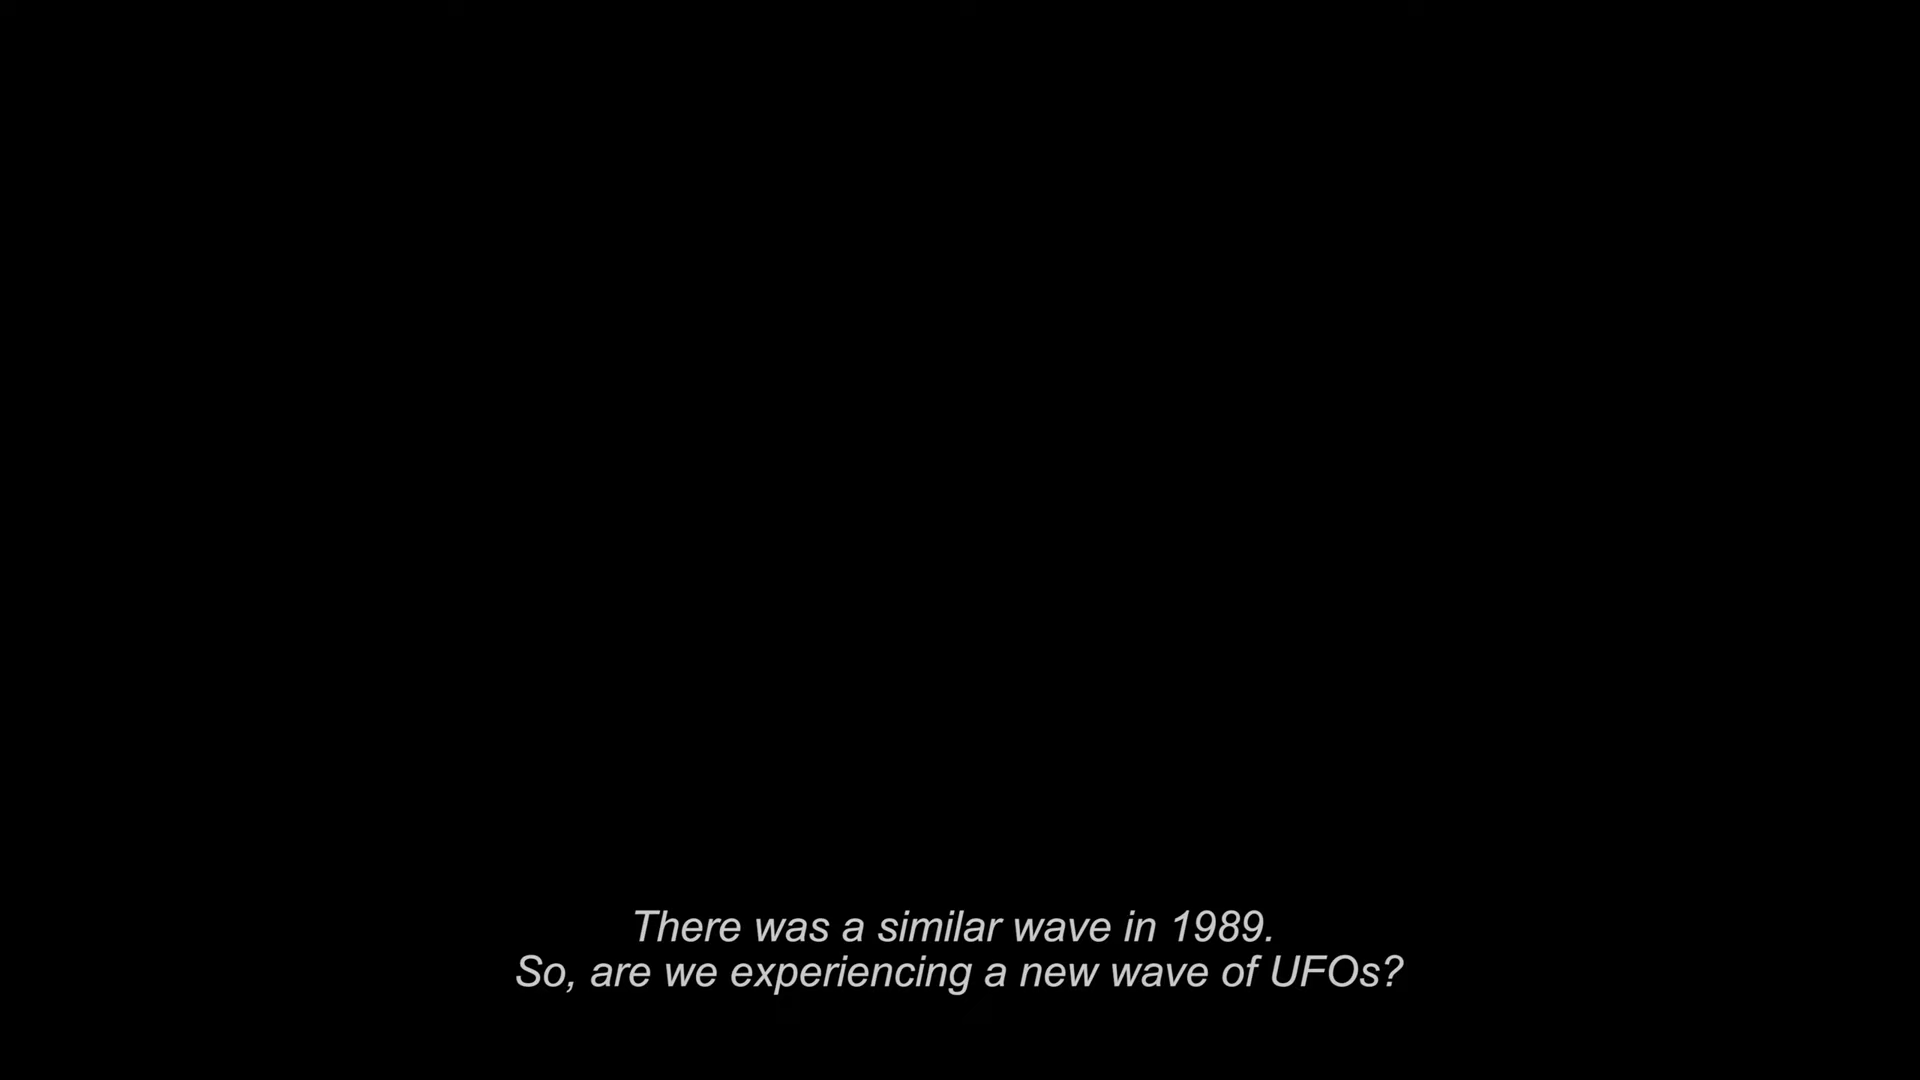 There was a similar wave in 1989.
So, are we experiencing a new wave of UFOs?